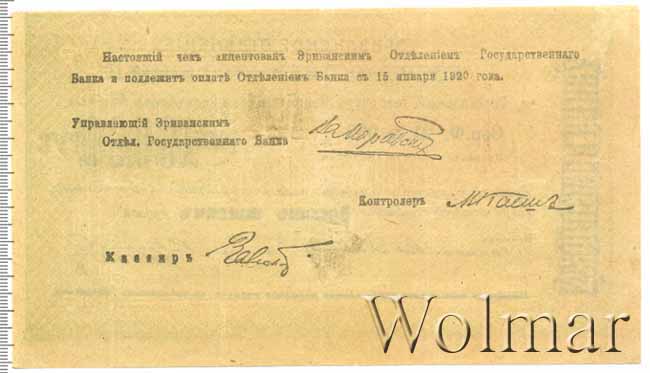 Настоящій чекъ акцептованъ Эриванскимъ Отдѣленіемъ Государственнаго
Банка и подлежитъ оплатѣ Отдѣленіемъ Банка съ 15 января 1920 года.
Управляющій Эриванскимъ
Отдѣл. Государственнаго Банка
Контролеръ
Кассиръ
Wolmar